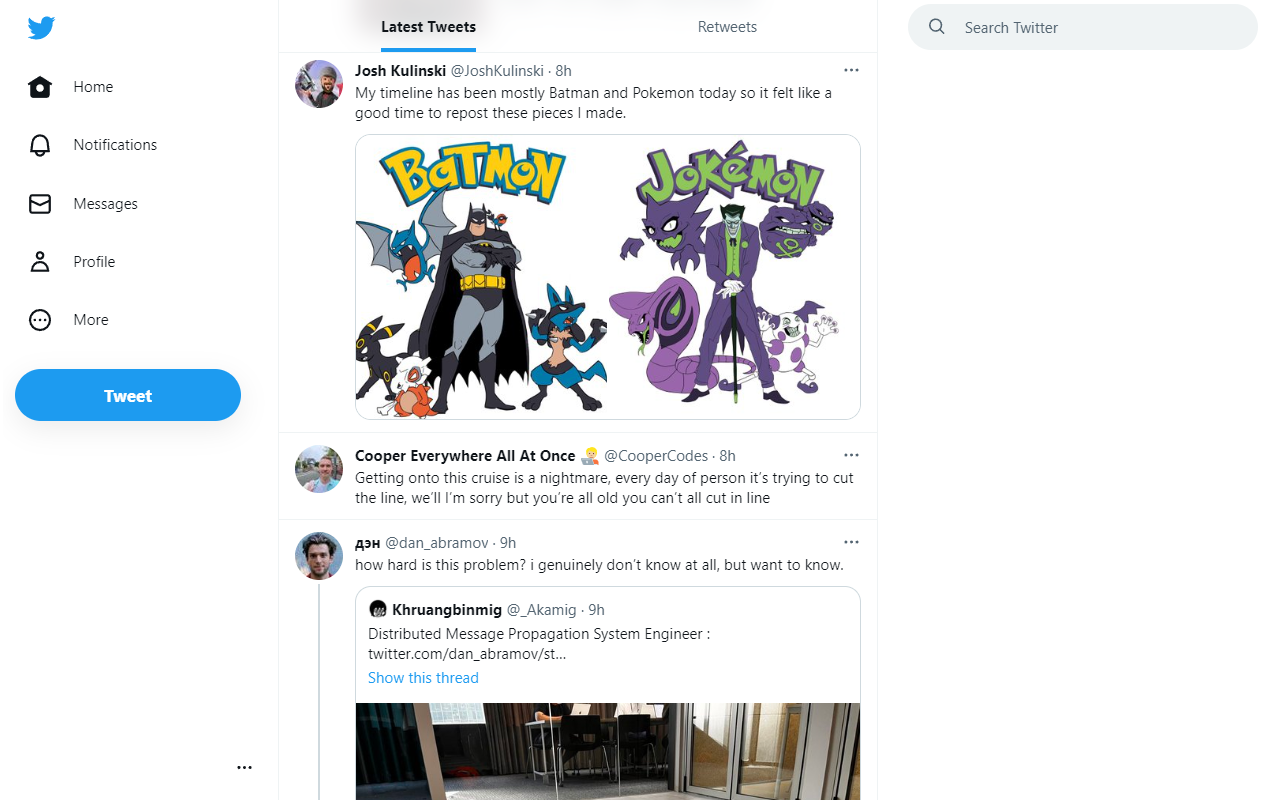 Home
Notifications
Messages
Profile
More
Tweet
Latest Tweets
Retweets
Josh Kulinski @JoshKulinski · 8h
My timeline has been mostly Batman and Pokemon today so it felt like a
good time to repost these pieces I made.
BaTMON
JoKéMON
Cooper Everywhere All At Once 🧑🏼‍💻 @CooperCodes · 8h
Getting onto this cruise is a nightmare, every day of person it’s trying to cut
the line, we’ll I’m sorry but you’re all old you can’t all cut in line
дэн @dan_abramov · 9h
how hard is this problem? i genuinely don’t know at all, but want to know.
Khruangbinmig @_Akamig · 9h
Distributed Message Propagation System Engineer :
twitter.com/dan_abramov/st…
Show this thread
Search Twitter